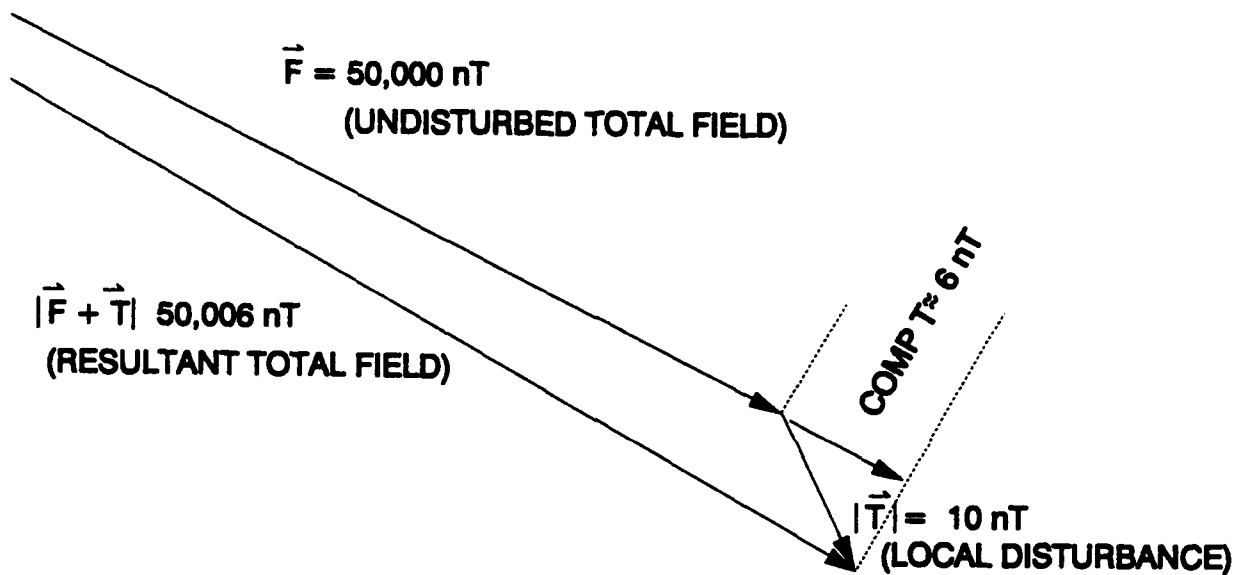 F⃗ = 50,000 nT
(UNDISTURBED TOTAL FIELD)
|F⃗ + T⃗| 50,006 nT
(RESULTANT TOTAL FIELD)
COMP T≈ 6 nT
|T⃗| = 10 nT
(LOCAL DISTURBANCE)